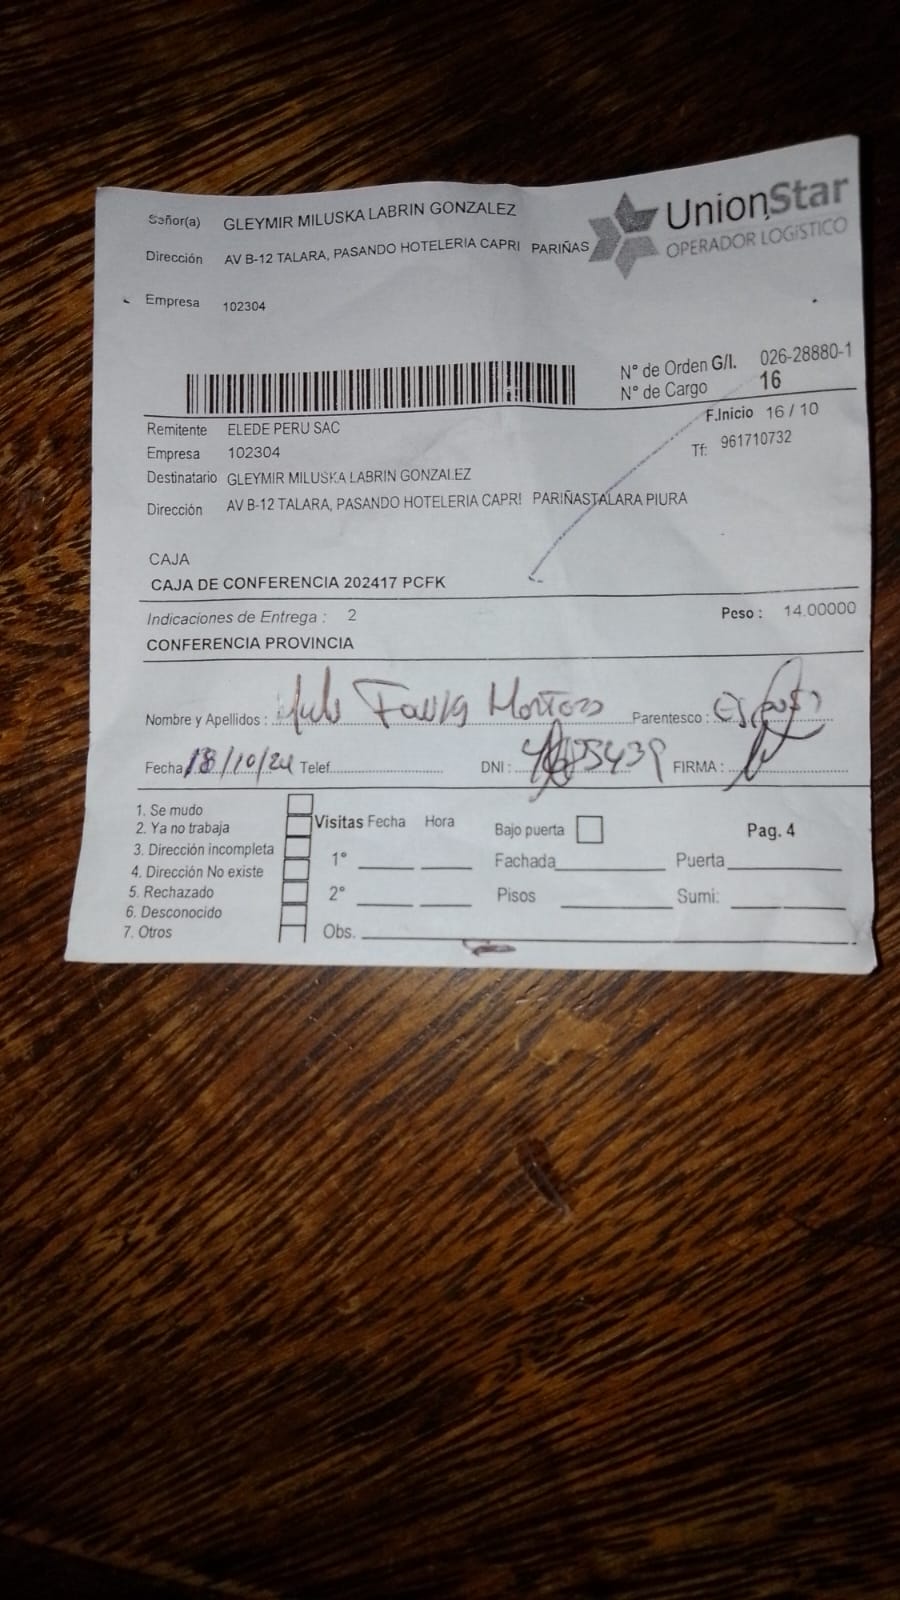 Señor(a) GLEYMIR MILUSKA LABRIN GONZALEZ
UnionStar
OPERADOR LOGÍSTICO
Dirección AV B-12 TALARA, PASANDO HOTELERIA CAPRI PARIÑAS
Empresa 102304
N° de Orden G/I. 026-28880-1
N° de Cargo 16
F.Inicio 16 / 10
Remitente ELEDE PERU SAC
Tf: 961710732
Empresa 102304
Destinatario GLEYMIR MILUSKA LABRIN GONZALEZ
Dirección AV B-12 TALARA, PASANDO HOTELERIA CAPRI PARIÑASTALARA PIURA
CAJA
CAJA DE CONFERENCIA 202417 PCFK
Indicaciones de Entrega : 2 Peso : 14.00000
CONFERENCIA PROVINCIA
Nombre y Apellidos : Parentesco :
Fecha 18/10/24 Telef. DNI : FIRMA :
1. Se mudo
2. Ya no trabaja
3. Dirección incompleta
4. Dirección No existe
5. Rechazado
6. Desconocido
7. Otros
Visitas Fecha Hora
1°
2°
Obs.
Bajo puerta Pag. 4
Fachada Puerta
Pisos Sumi: